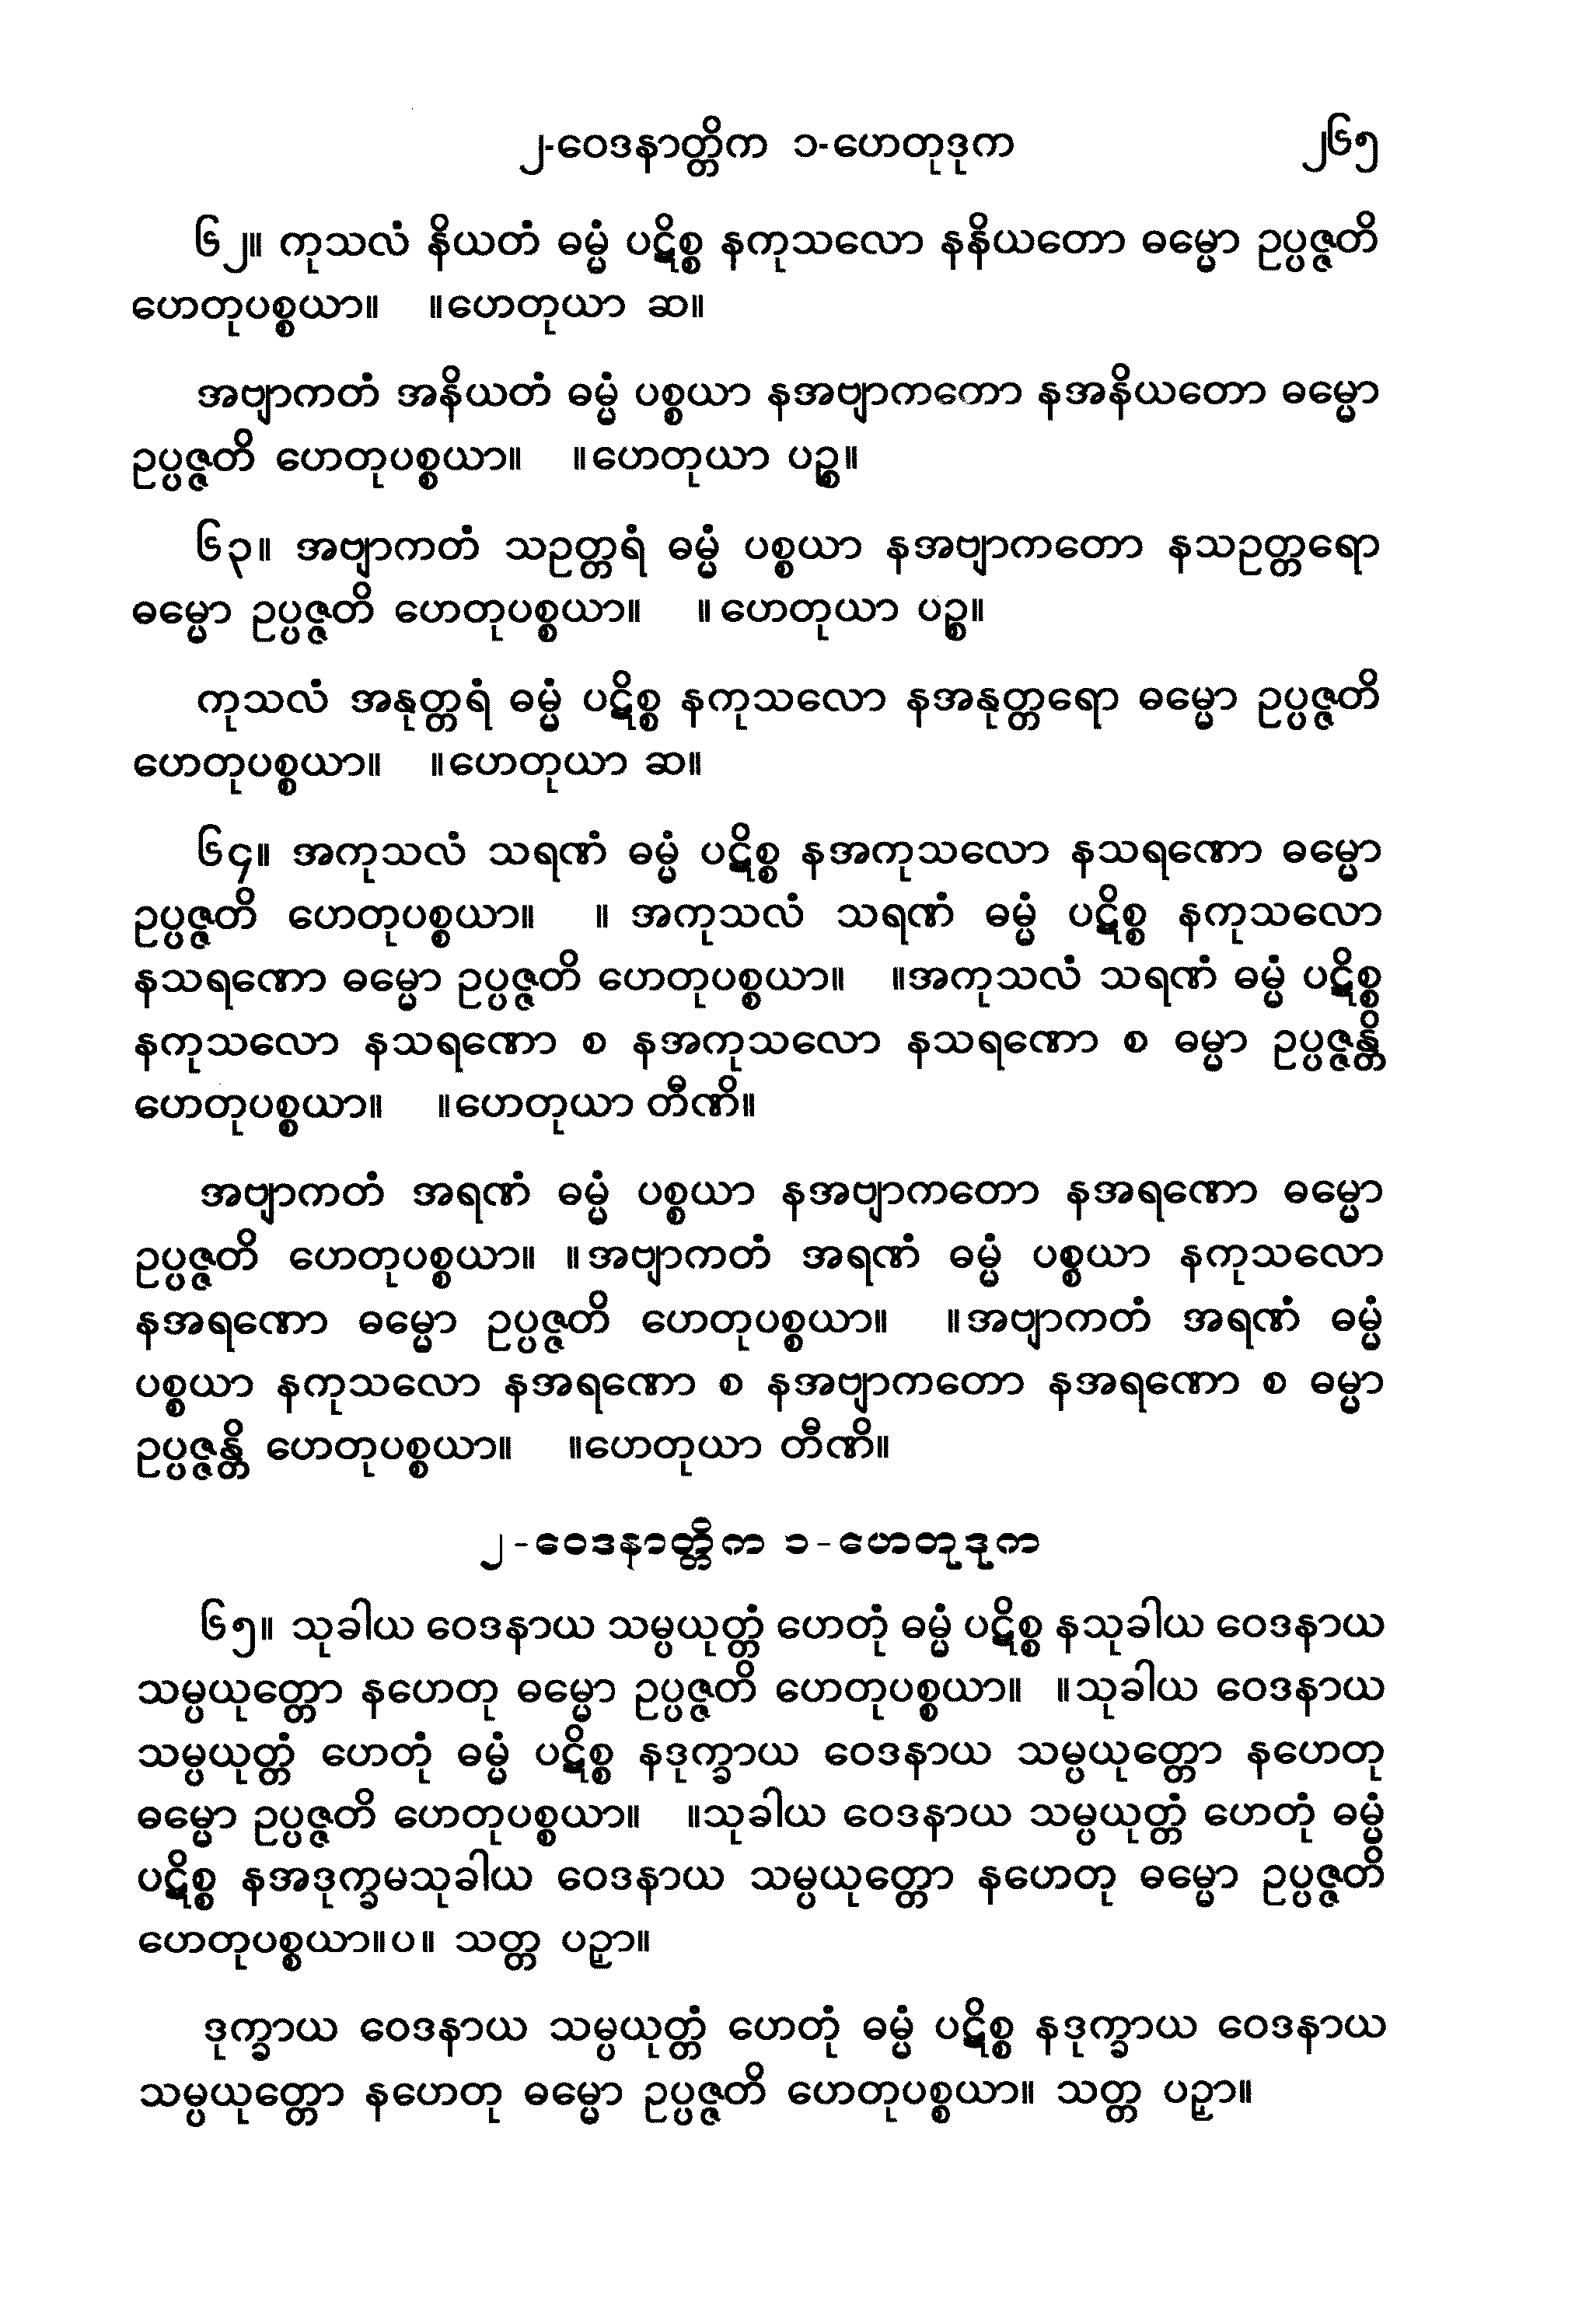 ၂-ဝေဒနာတ္တိက ၁-ဟေတုဒုက ၂၆၅
၆၂။ ကုသလံ နိယတံ ဓမ္မံ ပဋိစ္စ နကုသလော နနိယတော ဓမ္မော ဥပ္ပဇ္ဇတိ
ဟေတုပစ္စယာ။ ။ဟေတုယာ ဆ။
အဗျာကတံ အနိယတံ ဓမ္မံ ပစ္စယာ နအဗျာကကော နအနိယတော ဓမ္မော
ဥပ္ပဇ္ဇတိ ဟေတုပစ္စယာ။ ။ဟေတုယာ ပဉ္စ။
၆၃။ အဗျာကတံ သဥတ္တရံ ဓမ္မံ ပစ္စယာ နအဗျာကတော နသဥတ္တရော
ဓမ္မော ဥပ္ပဇ္ဇတိ ဟေတုပစ္စယာ။ ။ဟေတုယာ ပဉ္စ။
ကုသလံ အနုတ္တရံ ဓမ္မံ ပဋိစ္စ နကုသလော နအနုတ္တရော ဓမ္မော ဥပ္ပဇ္ဇတိ
ဟေတုပစ္စယာ။ ။ဟေတုယာ ဆ။
၆၄။ အကုသလံ သရဏံ ဓမ္မံ ပဋိစ္စ နအကုသလော နသရဏော ဓမ္မော
ဥပ္ပဇ္ဇတိ ဟေတုပစ္စယာ။ ။ အကုသလံ သရဏံ ဓမ္မံ ပဋိစ္စ နကုသလော
နသရဏော ဓမ္မော ဥပ္ပဇ္ဇတိ ဟေတုပစ္စယာ။ ။အကုသလံ သရဏံ ဓမ္မံ ပဋိစ္စ
နကုသလော နသရဏော စ နအကုသလော နသရဏော စ ဓမ္မာ ဥပ္ပဇ္ဇန္တိ
ဟေတုပစ္စယာ။ ။ဟေတုယာ တီဏိ။
အဗျာကတံ အရဏံ ဓမ္မံ ပစ္စယာ နအဗျာကတော နအရဏော ဓမ္မော
ဥပ္ပဇ္ဇတိ ဟေတုပစ္စယာ။ ။အဗျာကတံ အရဏံ ဓမ္မံ ပစ္စယာ နကုသလော
နအရဏော ဓမ္မော ဥပ္ပဇ္ဇတိ ဟေတုပစ္စယာ။ ။အဗျာကတံ အရဏံ ဓမ္မံ
ပစ္စယာ နကုသလော နအရဏော စ နအဗျာကတော နအရဏော စ ဓမ္မာ
ဥပ္ပဇ္ဇန္တိ ဟေတုပစ္စယာ။ ။ဟေတုယာ တီဏိ။
၂-ဝေဒနာတ္တိက ၁-ဟေတုဒုက
၆၅။ သုခါယ ဝေဒနာယ သမ္ပယုတ္တံ ဟေတုံ ဓမ္မံ ပဋိစ္စ နသုခါယ ဝေဒနာယ
သမ္ပယုတ္တော နဟေတု ဓမ္မော ဥပ္ပဇ္ဇတိ ဟေတုပစ္စယာ။ ။သုခါယ ဝေဒနာယ
သမ္ပယုတ္တံ ဟေတုံ ဓမ္မံ ပဋိစ္စ နဒုက္ခာယ ဝေဒနာယ သမ္ပယုတ္တော နဟေတု
ဓမ္မော ဥပ္ပဇ္ဇတိ ဟေတုပစ္စယာ။ ။သုခါယ ဝေဒနာယ သမ္ပယုတ္တံ ဟေတုံ ဓမ္မံ
ပဋိစ္စ နအဒုက္ခမသုခါယ ဝေဒနာယ သမ္ပယုတ္တော နဟေတု ဓမ္မော ဥပ္ပဇ္ဇတိ
ဟေတုပစ္စယာ။ပ။ သတ္တ ပဉှာ။
ဒုက္ခာယ ဝေဒနာယ သမ္ပယုတ္တံ ဟေတုံ ဓမ္မံ ပဋိစ္စ နဒုက္ခာယ ဝေဒနာယ
သမ္ပယုတ္တော နဟေတု ဓမ္မော ဥပ္ပဇ္ဇတိ ဟေတုပစ္စယာ။ သတ္တ ပဉှာ။